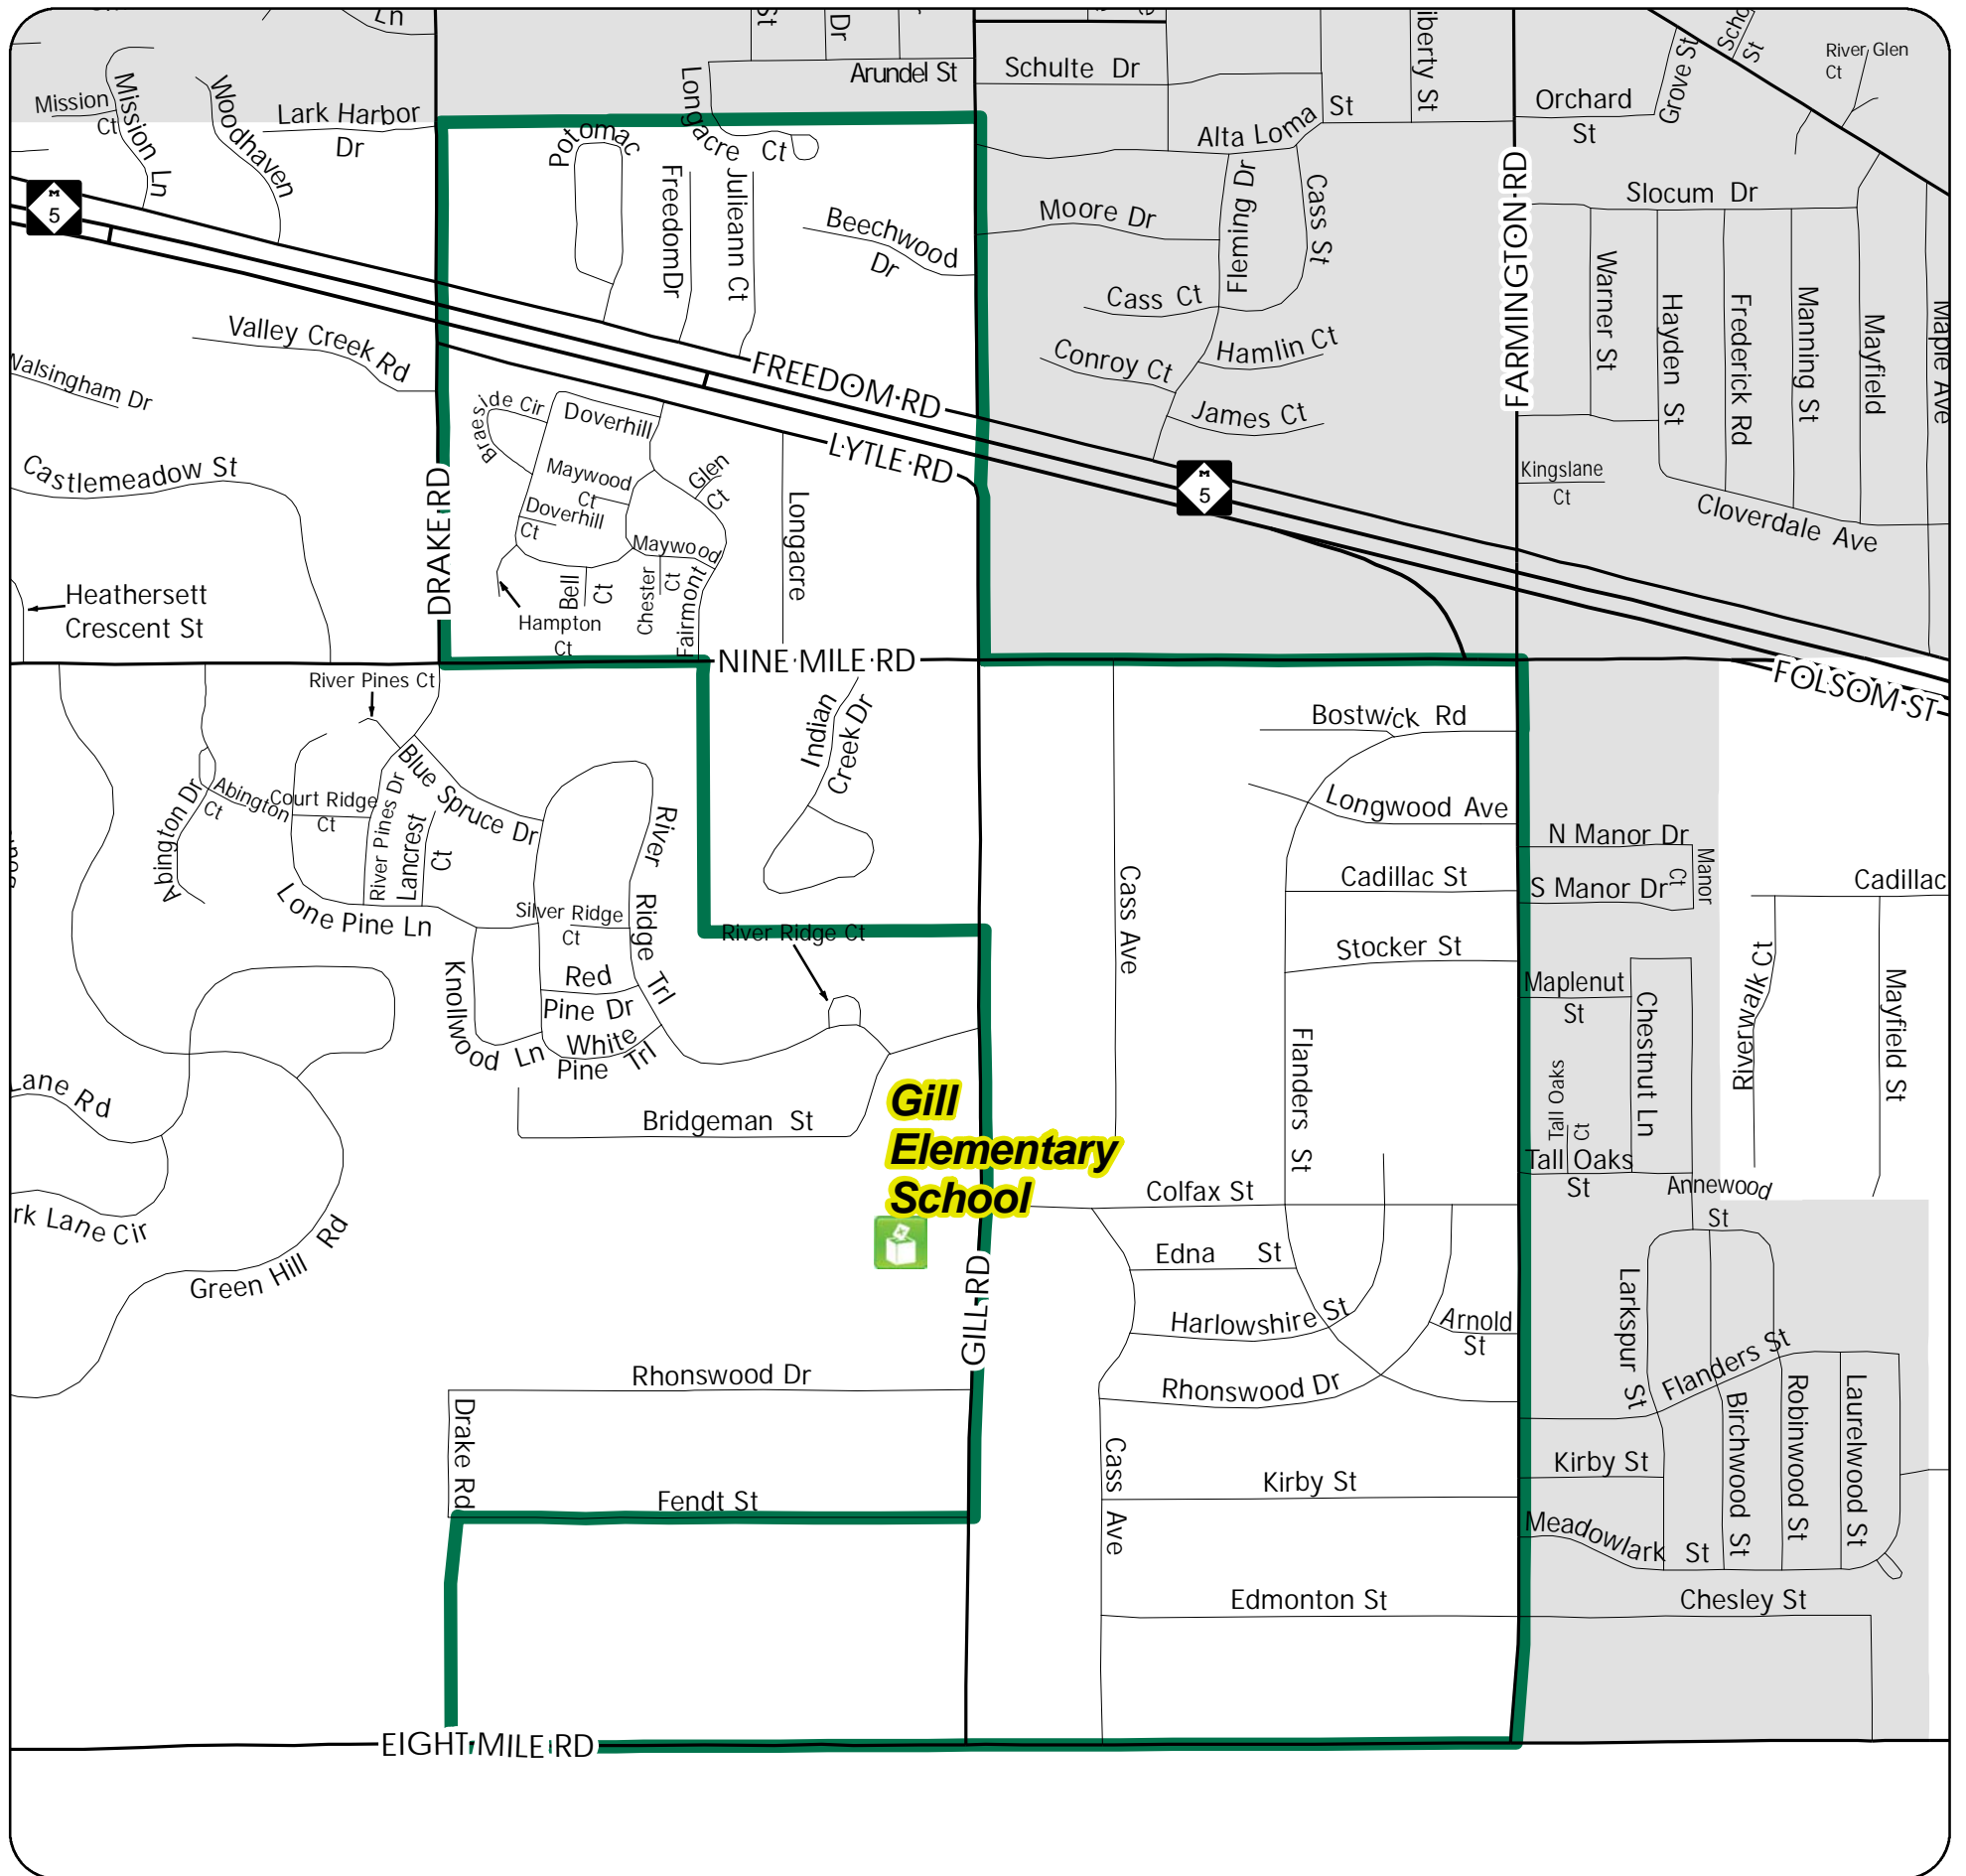 Ln
St
Dr
iberty St
St
River Glen
Ct
Mission
Ct
Mission Ln
Woodhaven
Lark Harbor
Dr
Arundel St
Longacre Ct
Schulte Dr
Alta Loma St
Orchard
St
Grove St
Potomac
Freedom Dr
Julieann Ct
Beechwood
Dr
Moore Dr
Fleming Dr
Cass St
Cass Ct
Conroy Ct
Hamlin Ct
James Ct
FARMINGTON RD
Slocum Dr
Warner St
Hayden St
Frederick Rd
Manning St
Mayfield
Maple Ave
Kingslane
Ct
Cloverdale Ave
M
5
M
5
Valley Creek Rd
Walsingham Dr
Castlemeadow St
Heathersett
Crescent St
DRAKE RD
FREEDOM RD
LYTLE RD
Braeside Cir
Doverhill
Maywood
Ct
Glen
Ct
Doverhill
Ct
Maywood
Bell
Ct
Chester
Ct
Fairmont
Hampton
Ct
Longacre
NINE MILE RD
FOLSOM ST
River Pines Ct
Blue Spruce Dr
Abington Dr
Abington
Ct
Court Ridge
Ct
River Pines Dr
Lancrest
Ct
Lone Pine Ln
Silver Ridge
Ct
River Ridge Trl
Red
Pine Dr
White
Pine Trl
Knollwood Ln
Indian
Creek Dr
River Ridge Ct
Bridgeman St
Lane Rd
rk Lane Cir
Green Hill Rd
Gill
Elementary
School
GILL RD
Bostwick Rd
Longwood Ave
Cadillac St
Stocker St
Cass Ave
Flanders St
Colfax St
Edna St
Harlowshire St
Arnold
St
Rhonswood Dr
Kirby St
Cass Ave
Edmonton St
N Manor Dr
Manor
Ct
S Manor Dr
Cadillac
Maplenut
St
Chestnut Ln
Riverwalk Ct
Mayfield St
Tall Oaks
Ct
Tall Oaks
St
Annewood
St
Larkspur St
Flanders St
Birchwood St
Robinwood St
Laurelwood St
Kirby St
Meadowlark St
Chesley St
Rhonswood Dr
Drake Rd
Fendt St
EIGHT MILE RD